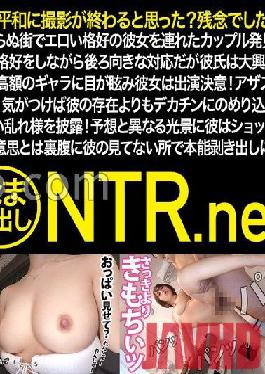 平和に撮影が終わると思った？残念でした
らぬ街でエロい格好の彼女を連れたカップル発見
格好をしながら後ろ向きな対応だが彼氏は大興
高額のギャラに目が眩み彼女は出演決意！アザス
気がつけば彼の存在よりもデカチンにのめり込
い乱れ様を披露！予想と異なる光景に彼はショッ
意思とは裏腹に彼の見てない所で本能剥き出しに
NTR.ne
出し
おっぱい見せて？
さっきより
きもちぃッ